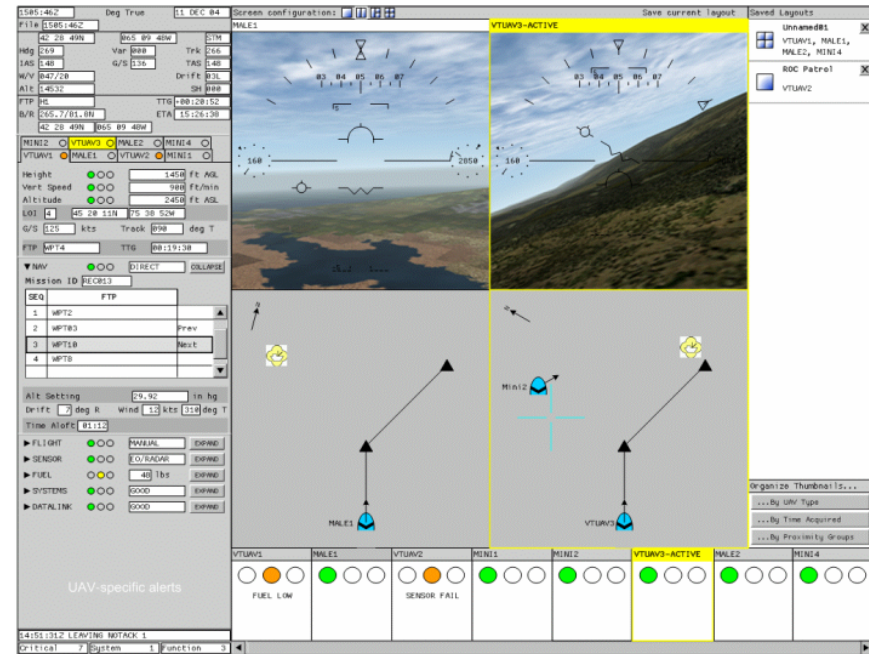 1505:46Z Deg True 11 DEC 04
File 1505:46Z
42 28 49N 065 09 48W STM
Hdg 269 Var 000 Trk 266
IAS 148 G/S 136 TAS 148
W/V 047/20 Drift 03L
Alt 14532 SH 000
FTP H1 TTG +00:20:52
B/R 265.7/81.8N ETA 15:26:38
42 28 49N 065 09 48W
MINI2 VTUAV3 MALE2 MINI4
VTUAV1 MALE1 VTUAV2 MINI1
Height 1450 ft AGL
Vert Speed 900 ft/min
Altitude 2450 ft ASL
LOI 4 45 20 11N 75 38 52W
G/S 125 kts Track 090 deg T
FTP WPT4 TTG 00:19:30
▼NAV DIRECT COLLAPSE
Mission ID REC013
SEQ FTP
1 WPT2
2 WPT03 Prev
3 WPT10 Next
4 WPT8
Alt Setting 29.92 in hg
Drift 7 deg R Wind 12 kts 310 deg T
Time Aloft 01:12
▶FLIGHT MANUAL EXPAND
▶SENSOR EO/RADAR EXPAND
▶FUEL 48 lbs EXPAND
▶SYSTEMS GOOD EXPAND
▶DATALINK GOOD EXPAND
UAV-specific alerts
14:51:31Z LEAVING NOTACK 1
Critical 7 System 1 Function 3
Screen configuration: Save current layout
MALE1
03 04 05 06 07
160 2850
VTUAV3-ACTIVE
03 04 05 06 07
160
MALE1
Mini2
VTUAV3
VTUAV1 MALE1 VTUAV2 MINI1 MINI2 VTUAV3-ACTIVE MALE2 MINI4
FUEL LOW SENSOR FAIL
Saved Layouts
Unnamed01 X
VTUAV1, MALE1,
MALE2, MINI4
ROC Patrol X
VTUAV2
Organize Thumbnails...
...By UAV Type
...By Time Acquired
...By Proximity Groups